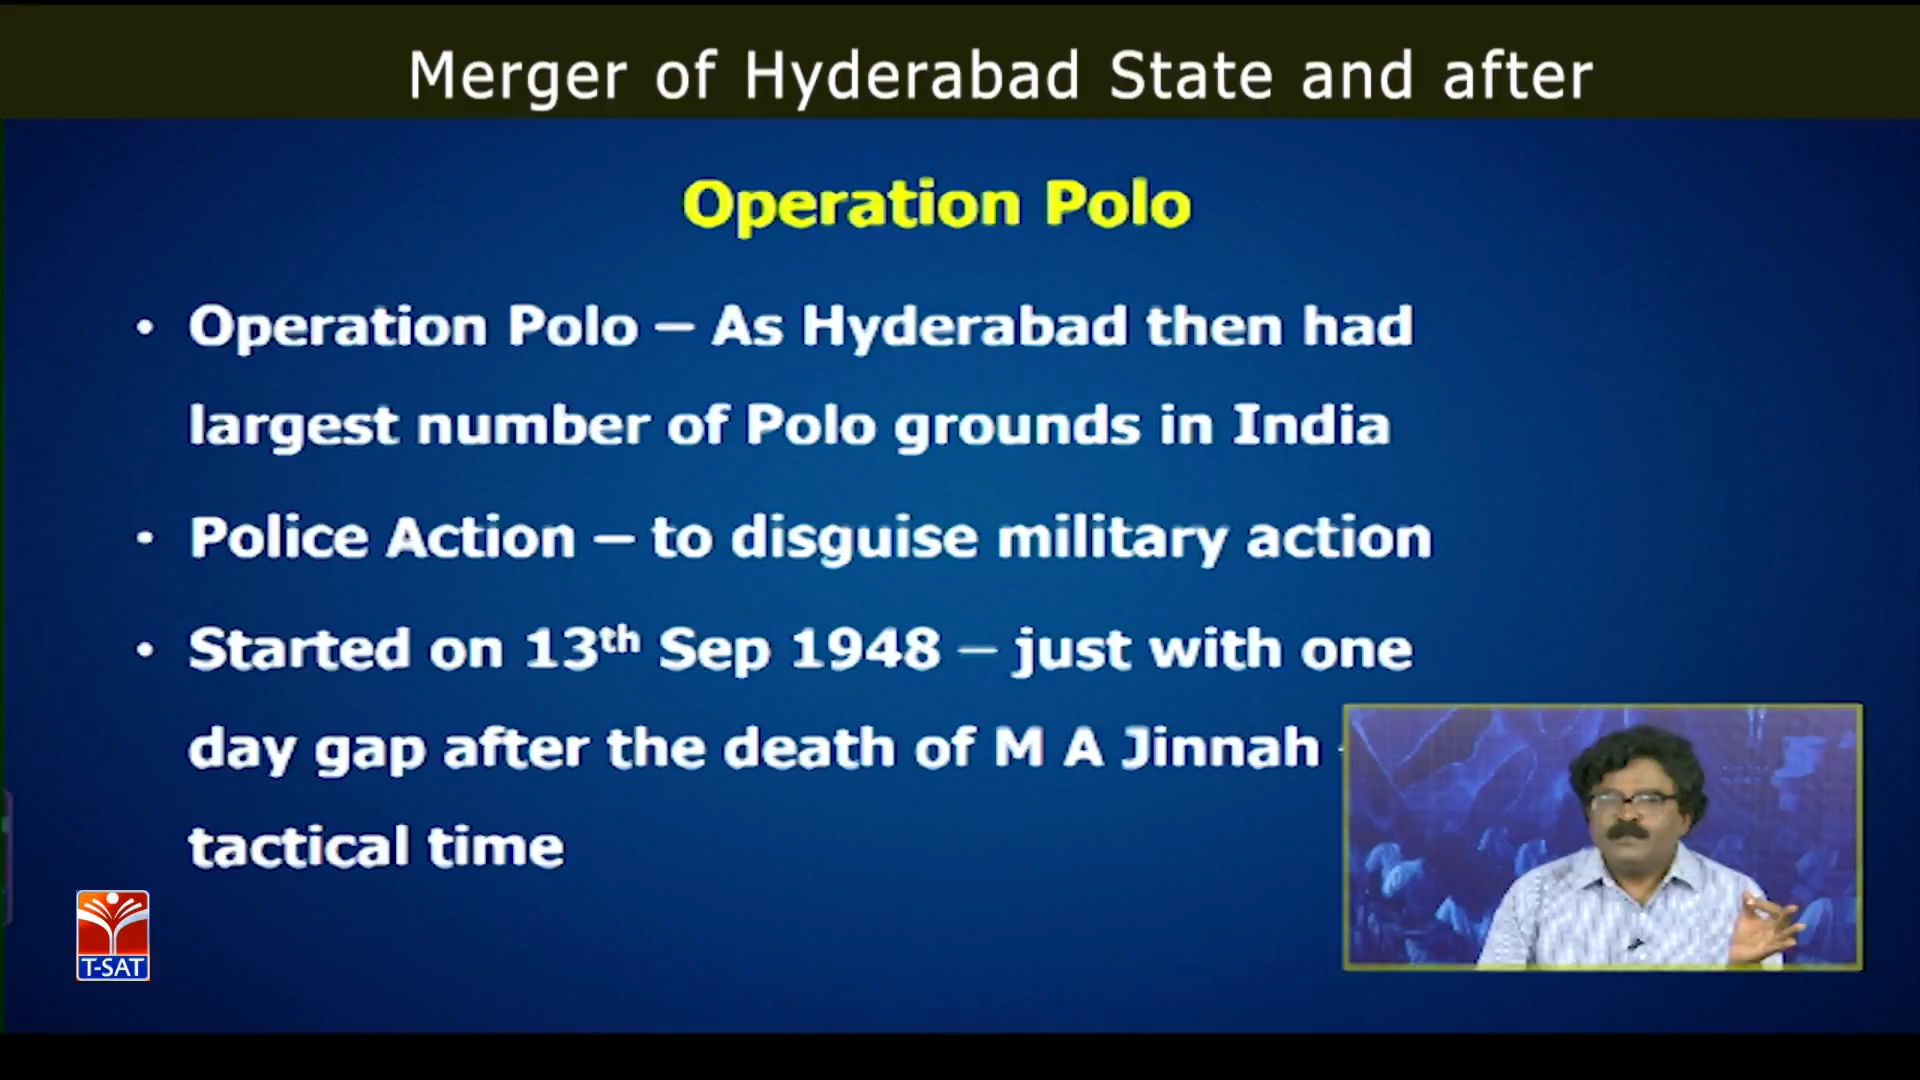 Merger of Hyderabad State and after
Operation Polo
• Operation Polo – As Hyderabad then had
largest number of Polo grounds in India
• Police Action – to disguise military action
• Started on 13th Sep 1948 – just with one
day gap after the death of M A Jinnah -
tactical time
T-SAT